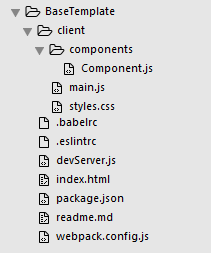 BaseTemplate
client
components
Component.js
main.js
styles.css
.babelrc
.eslintrc
devServer.js
index.html
package.json
readme.md
webpack.config.js